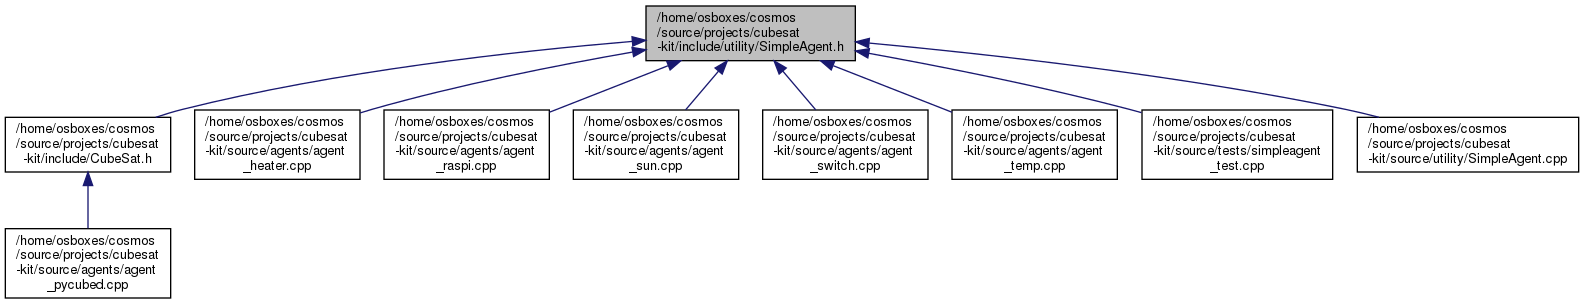 /home/osboxes/cosmos
/source/projects/cubesat
-kit/include/utility/SimpleAgent.h
/home/osboxes/cosmos
/source/projects/cubesat
-kit/include/CubeSat.h
/home/osboxes/cosmos
/source/projects/cubesat
-kit/source/agents/agent
_heater.cpp
/home/osboxes/cosmos
/source/projects/cubesat
-kit/source/agents/agent
_raspi.cpp
/home/osboxes/cosmos
/source/projects/cubesat
-kit/source/agents/agent
_sun.cpp
/home/osboxes/cosmos
/source/projects/cubesat
-kit/source/agents/agent
_switch.cpp
/home/osboxes/cosmos
/source/projects/cubesat
-kit/source/agents/agent
_temp.cpp
/home/osboxes/cosmos
/source/projects/cubesat
-kit/source/tests/simpleagent
_test.cpp
/home/osboxes/cosmos
/source/projects/cubesat
-kit/source/utility/SimpleAgent.cpp
/home/osboxes/cosmos
/source/projects/cubesat
-kit/source/agents/agent
_pycubed.cpp